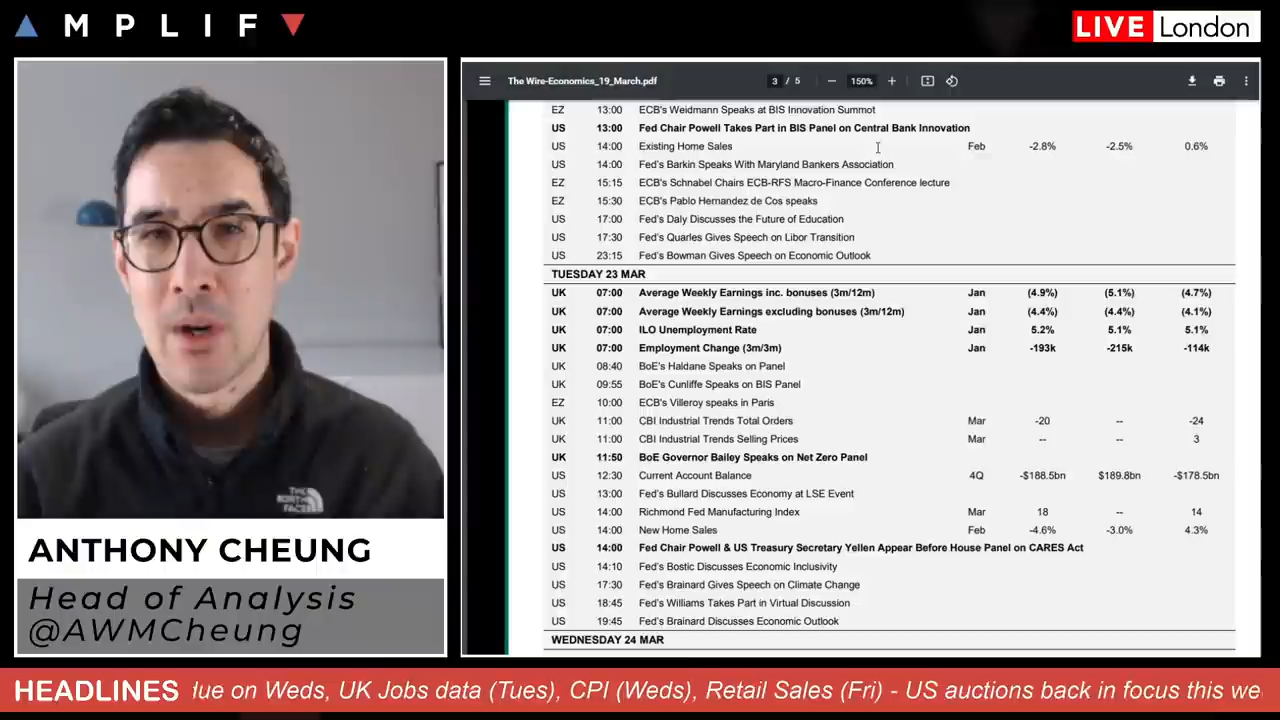 AMPLIFY
LIVE London
The Wire-Economics_19_March.pdf 3 / 5 150%
EZ 13:00 ECB's Weidmann Speaks at BIS Innovation Summot
US 13:00 Fed Chair Powell Takes Part in BIS Panel on Central Bank Innovation
US 14:00 Existing Home Sales Feb -2.8% -2.5% 0.6%
US 14:00 Fed's Barkin Speaks With Maryland Bankers Association
EZ 15:15 ECB's Schnabel Chairs ECB-RFS Macro-Finance Conference lecture
EZ 15:30 ECB's Pablo Hernandez de Cos speaks
US 17:00 Fed's Daly Discusses the Future of Education
US 17:30 Fed's Quarles Gives Speech on Libor Transition
US 23:15 Fed's Bowman Gives Speech on Economic Outlook
TUESDAY 23 MAR
UK 07:00 Average Weekly Earnings inc. bonuses (3m/12m) Jan (4.9%) (5.1%) (4.7%)
UK 07:00 Average Weekly Earnings excluding bonuses (3m/12m) Jan (4.4%) (4.4%) (4.1%)
UK 07:00 ILO Unemployment Rate Jan 5.2% 5.1% 5.1%
UK 07:00 Employment Change (3m/3m) Jan -193k -215k -114k
UK 08:40 BoE's Haldane Speaks on Panel
UK 09:55 BoE's Cunliffe Speaks on BIS Panel
EZ 10:00 ECB's Villeroy speaks in Paris
UK 11:00 CBI Industrial Trends Total Orders Mar -20 -- -24
UK 11:00 CBI Industrial Trends Selling Prices Mar -- -- 3
UK 11:50 BoE Governor Bailey Speaks on Net Zero Panel
US 12:30 Current Account Balance 4Q -$188.5bn $189.8bn -$178.5bn
US 13:00 Fed's Bullard Discusses Economy at LSE Event
US 14:00 Richmond Fed Manufacturing Index Mar 18 -- 14
US 14:00 New Home Sales Feb -4.6% -3.0% 4.3%
US 14:00 Fed Chair Powell & US Treasury Secretary Yellen Appear Before House Panel on CARES Act
US 14:10 Fed's Bostic Discusses Economic Inclusivity
US 17:30 Fed's Brainard Gives Speech on Climate Change
US 18:45 Fed's Williams Takes Part in Virtual Discussion
US 19:45 Fed's Brainard Discusses Economic Outlook
WEDNESDAY 24 MAR
THE
NORTH
FACE
ANTHONY CHEUNG
Head of Analysis
@AWMCheung
HEADLINES lue on Weds, UK Jobs data (Tues), CPI (Weds), Retail Sales (Fri) - US auctions back in focus this we